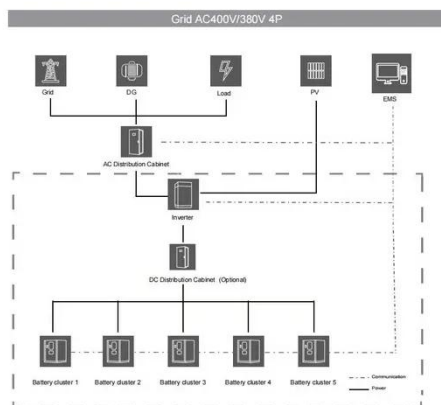 Grid AC400V/380V 4P
Grid
DG
Load
PV
EMS
AC Distribution Cabinet
Inverter
DC Distribution Cabinet (Optional)
Battery cluster 1
Battery cluster 2
Battery cluster 3
Battery cluster 4
Battery cluster 5
Communication
Power